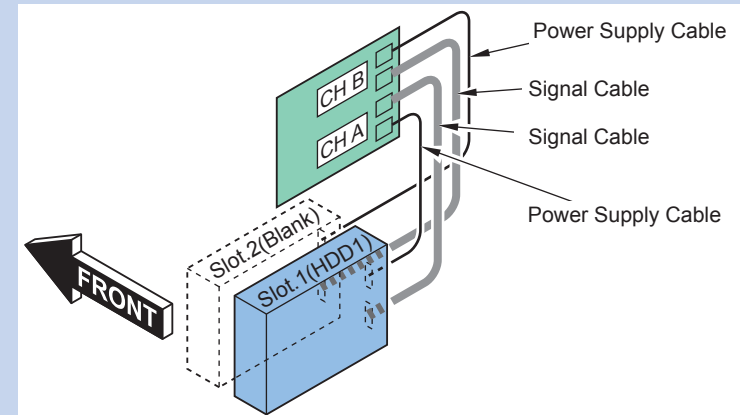 Power Supply Cable
Signal Cable
Signal Cable
Power Supply Cable
CH B
CH A
Slot.2(Blank)
Slot.1(HDD1)
FRONT